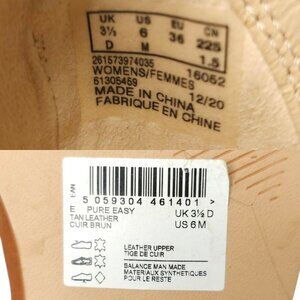 UK US EU CN
3½ 6 36 225
D M 1.5
261573974035
WOMENS/FEMMES 16052
61305459
MADE IN CHINA 12/20
FABRIQUE EN CHINE
EAN
5 059304 461401 >
E PURE EASY UK 3½ D
TAN LEATHER US 6 M
CUIR BRUN
LEATHER UPPER
TIGE DE CUIR
BALANCE MAN MADE
MATERIAUX SYNTHETIQUES
POUR LE RESTE